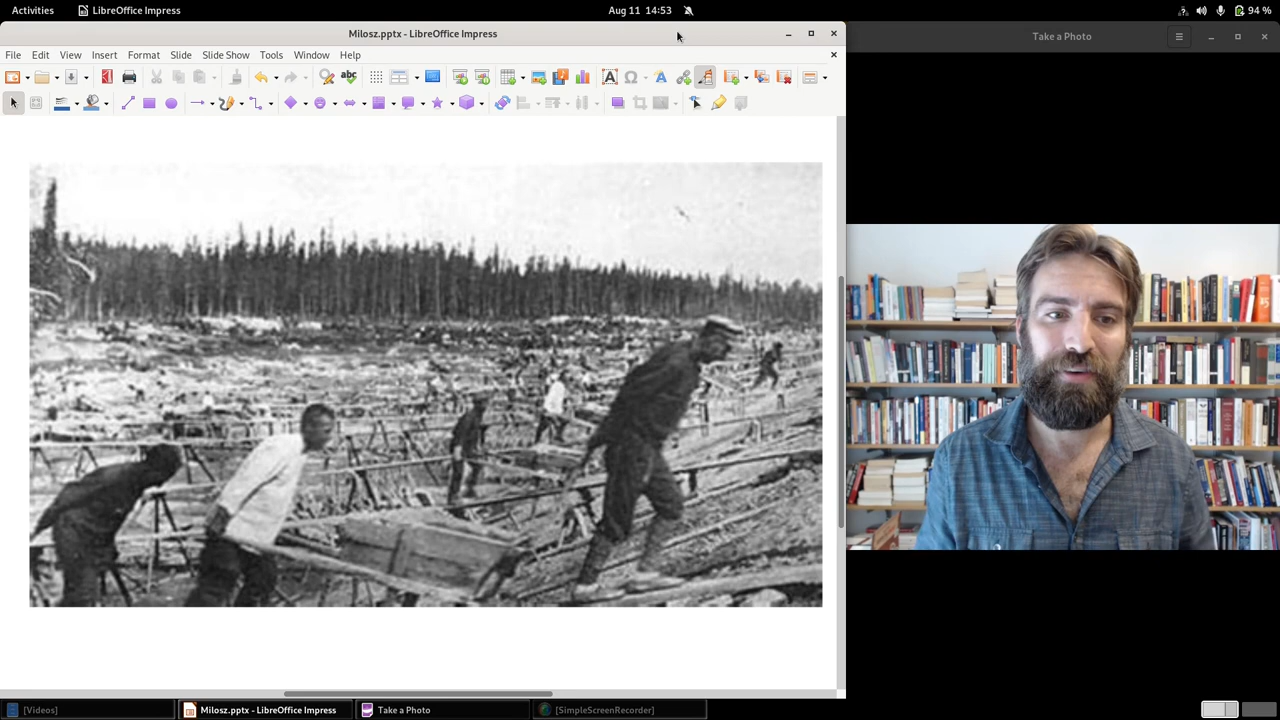 Activities LibreOffice Impress Aug 11 14:53 94 %
Milosz.pptx - LibreOffice Impress
Take a Photo
File Edit View Insert Format Slide Slide Show Tools Window Help
[Videos] Milosz.pptx - LibreOffice Impress Take a Photo [SimpleScreenRecorder]